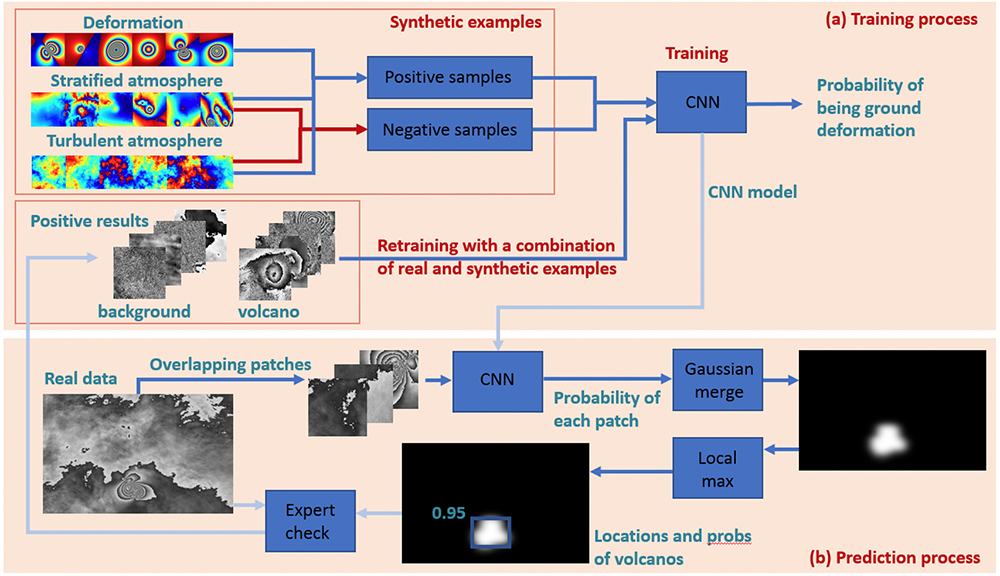 Synthetic examples
(a) Training process
Deformation
Stratified atmosphere
Turbulent atmosphere
Positive samples
Negative samples
Training
CNN
Probability of
being ground
deformation
CNN model
Positive results
background
volcano
Retraining with a combination
of real and synthetic examples
Real data
Overlapping patches
CNN
Probability of
each patch
Gaussian
merge
Local
max
0.95
Locations and probs
of volcanos
Expert
check
(b) Prediction process